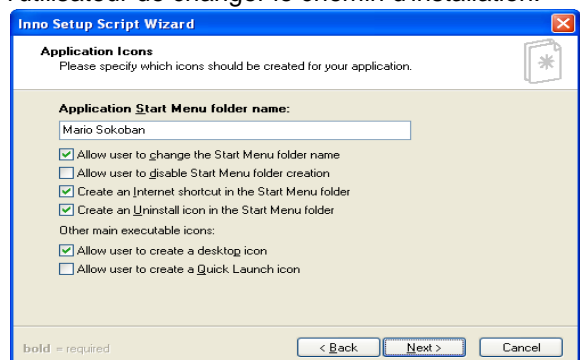 l'utilisateur de changer le chemin d'installation.
Inno Setup Script Wizard
Application Icons
Please specify which icons should be created for your application.
Application Start Menu folder name:
Mario Sokoban
Allow user to change the Start Menu folder name
Allow user to disable Start Menu folder creation
Create an Internet shortcut in the Start Menu folder
Create an Uninstall icon in the Start Menu folder
Other main executable icons:
Allow user to create a desktop icon
Allow user to create a Quick Launch icon
bold = required
< Back
Next >
Cancel